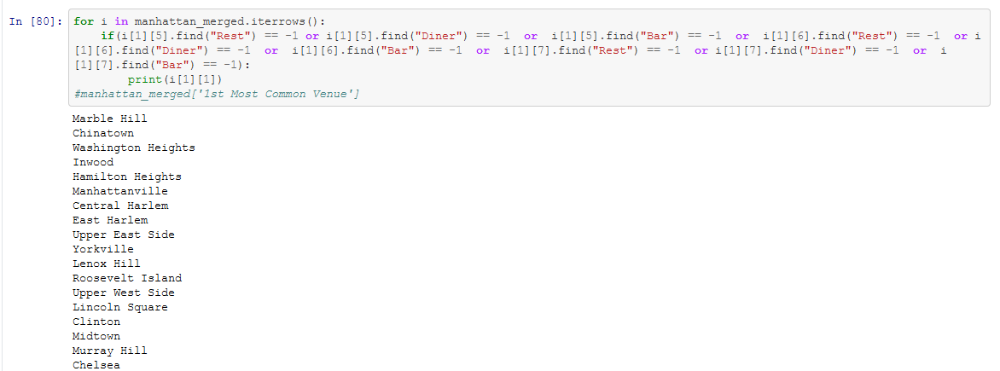 In [80]: for i in manhattan_merged.iterrows():
if(i[1][5].find("Rest") == -1 or i[1][5].find("Diner") == -1 or i[1][5].find("Bar") == -1 or i[1][6].find("Rest") == -1 or i
[1][6].find("Diner") == -1 or i[1][6].find("Bar") == -1 or i[1][7].find("Rest") == -1 or i[1][7].find("Diner") == -1 or i
[1][7].find("Bar") == -1):
print(i[1][1])
#manhattan_merged['1st Most Common Venue']
Marble Hill
Chinatown
Washington Heights
Inwood
Hamilton Heights
Manhattanville
Central Harlem
East Harlem
Upper East Side
Yorkville
Lenox Hill
Roosevelt Island
Upper West Side
Lincoln Square
Clinton
Midtown
Murray Hill
Chelsea